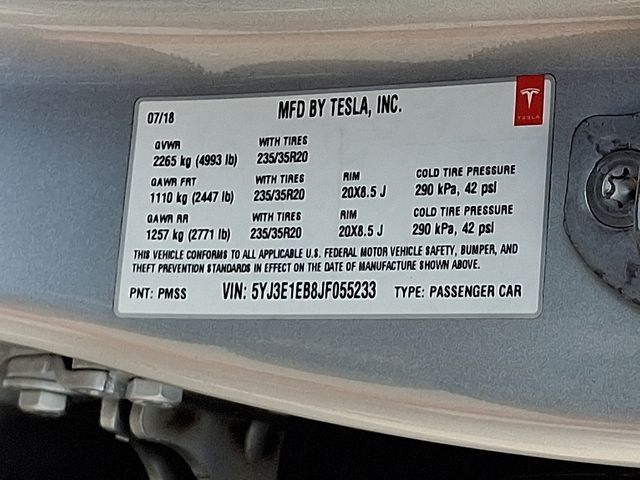 07/18 MFD BY TESLA, INC.
TESLA
GVWR WITH TIRES
2265 kg (4993 lb) 235/35R20
GAWR FRT WITH TIRES RIM COLD TIRE PRESSURE
1110 kg (2447 lb) 235/35R20 20X8.5 J 290 kPa, 42 psi
GAWR RR WITH TIRES RIM COLD TIRE PRESSURE
1257 kg (2771 lb) 235/35R20 20X8.5 J 290 kPa, 42 psi
THIS VEHICLE CONFORMS TO ALL APPLICABLE U.S. FEDERAL MOTOR VEHICLE SAFETY, BUMPER, AND
THEFT PREVENTION STANDARDS IN EFFECT ON THE DATE OF MANUFACTURE SHOWN ABOVE.
PNT: PMSS VIN: 5YJ3E1EB8JF055233 TYPE: PASSENGER CAR